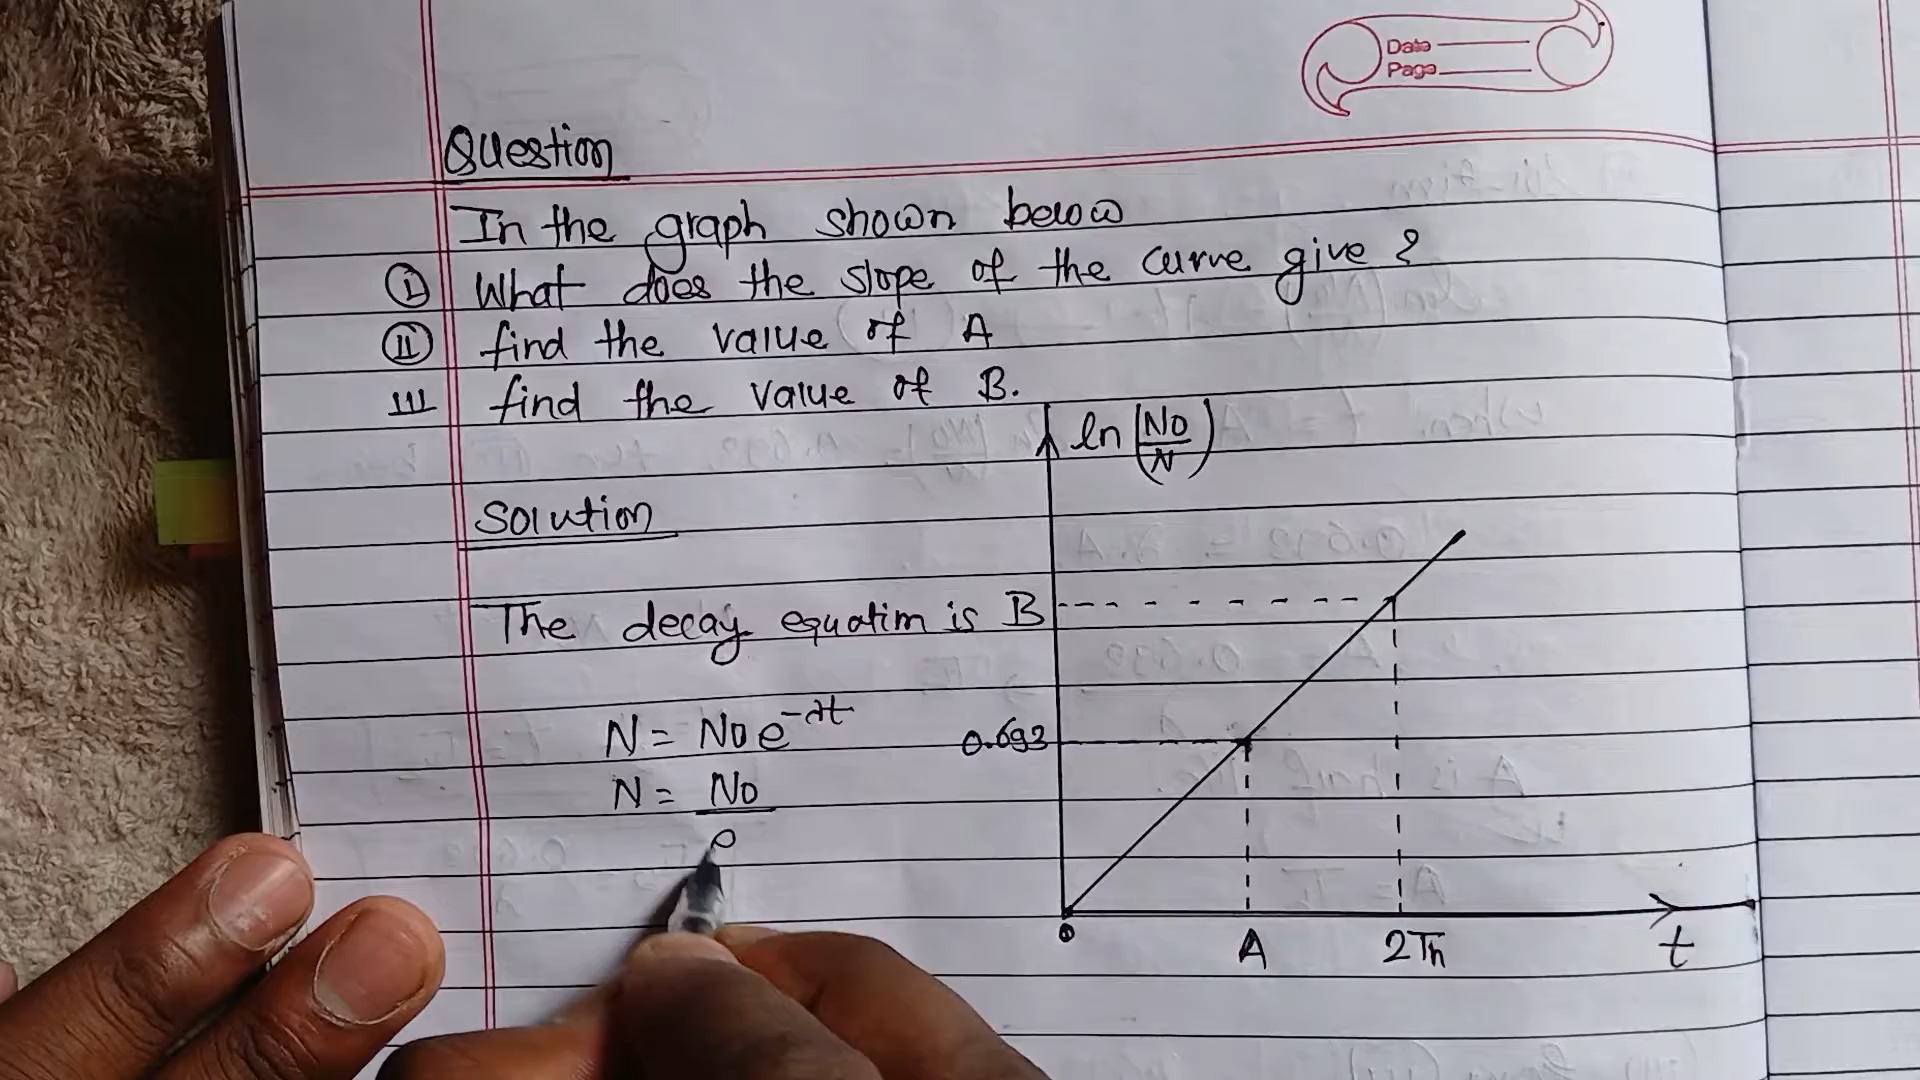 Date
Page
Question
In the graph shown below
I What does the slope of the curve give ?
II find the value of A
III find the value of B.
ln (No/N)
Solution
The decay equatim is B
N = No e^-λt
0.693
N = No
e
0 A 2Th t